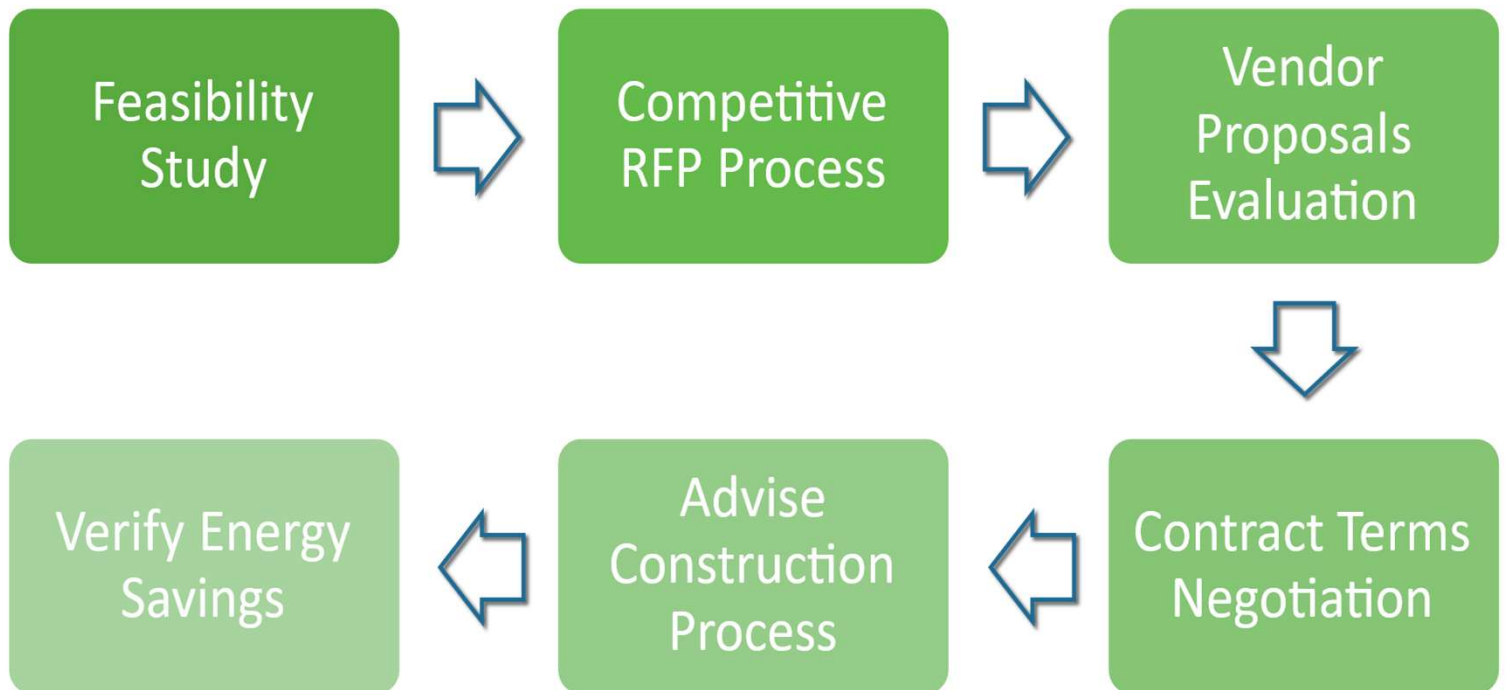 Feasibility
Study
Competitive
RFP Process
Vendor
Proposals
Evaluation
Contract Terms
Negotiation
Advise
Construction
Process
Verify Energy
Savings